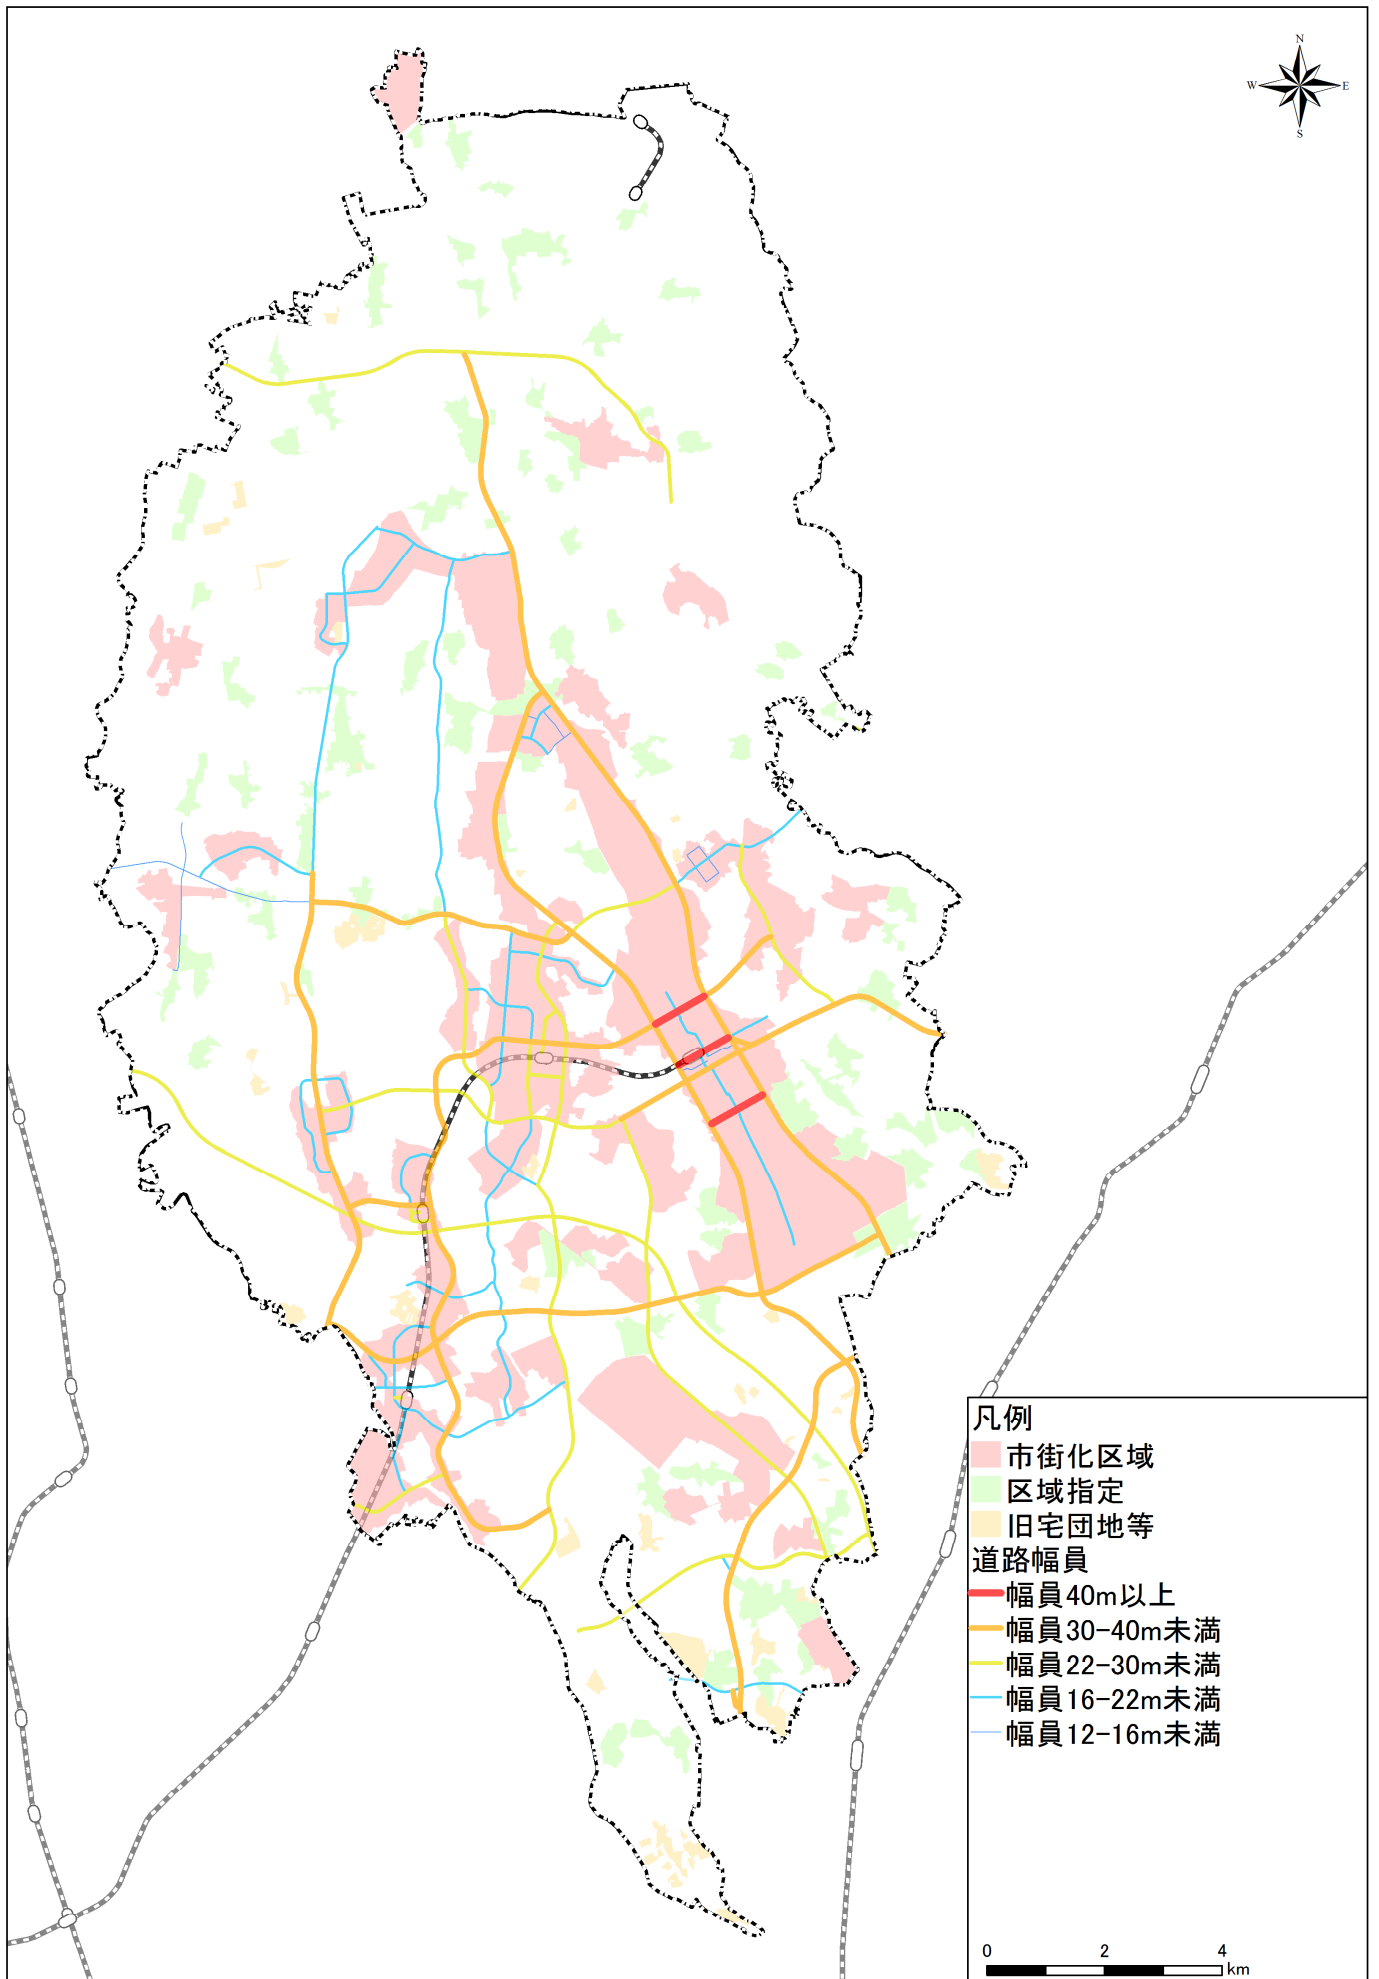 N
W E
S
凡例
市街化区域
区域指定
旧宅団地等
道路幅員
幅員40m以上
幅員30-40m未満
幅員22-30m未満
幅員16-22m未満
幅員12-16m未満
0 2 4
km